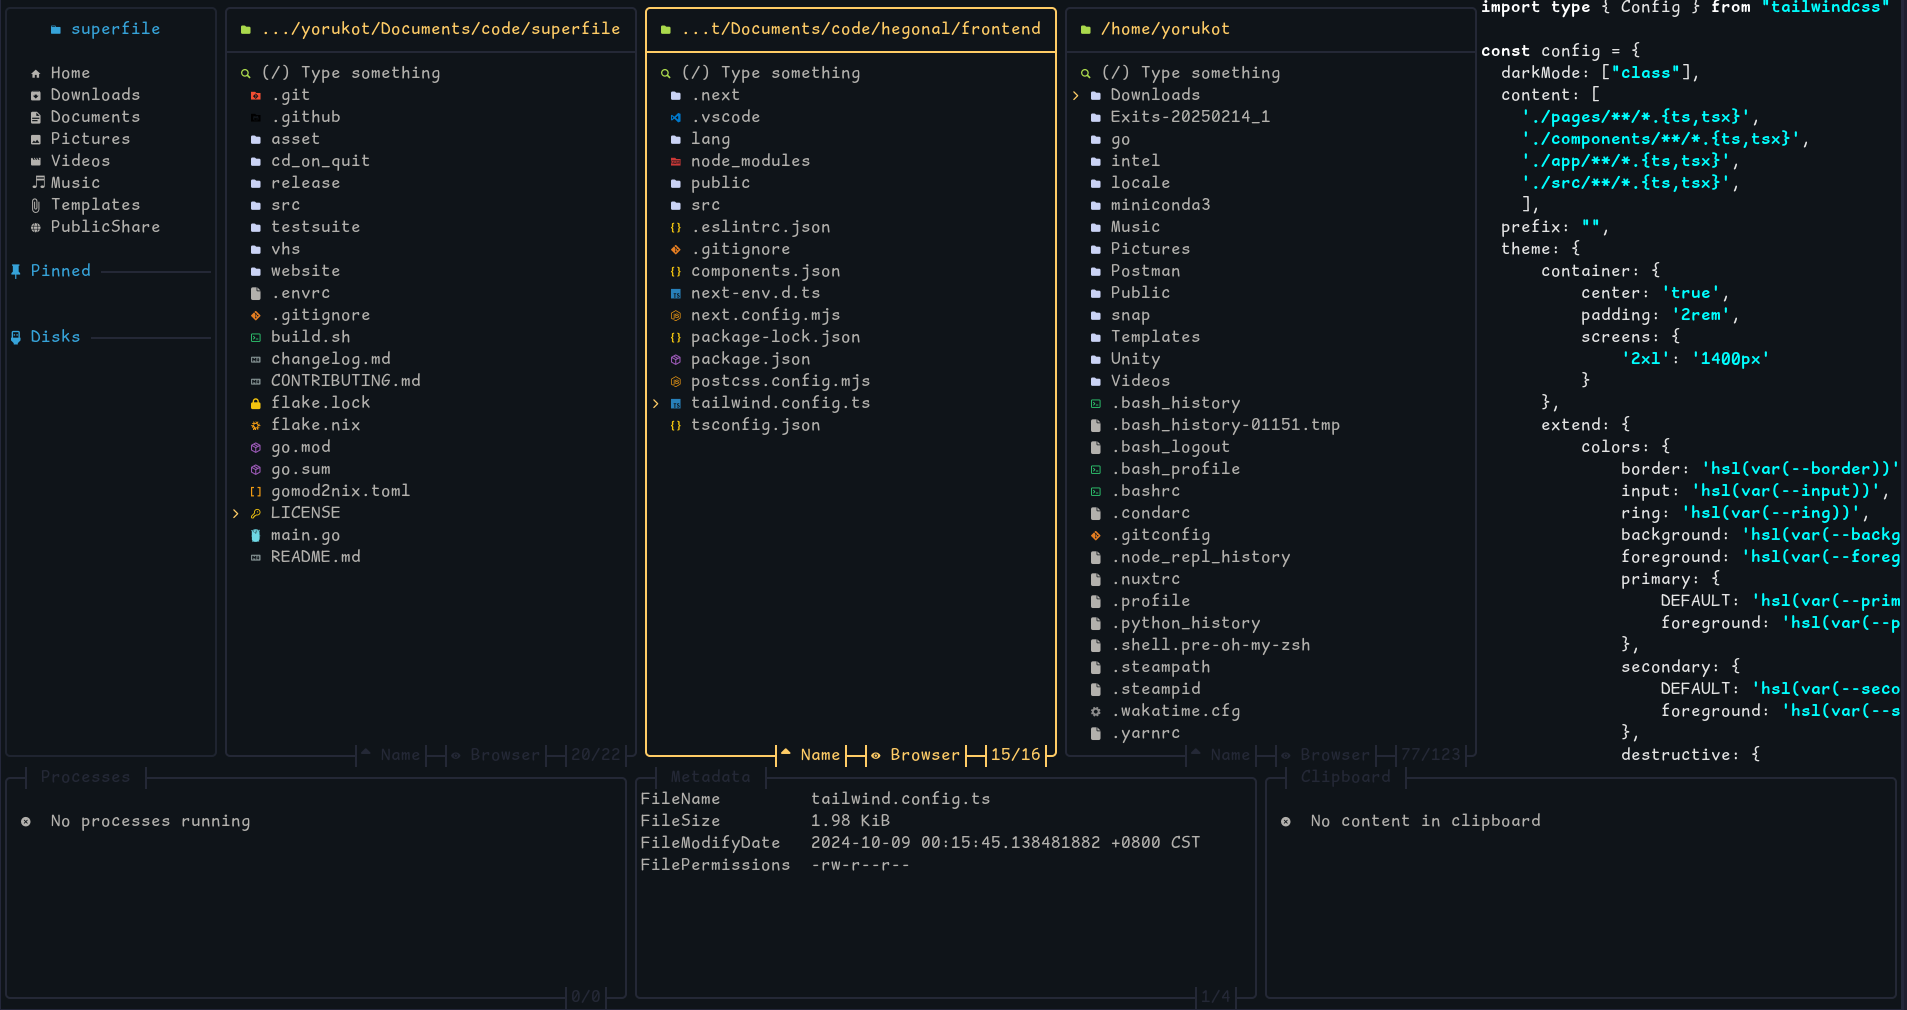 superfile
Home
Downloads
Documents
Pictures
Videos
Music
Templates
PublicShare
Pinned
Disks
.../yorukot/Documents/code/superfile
(/) Type something
.git
.github
asset
cd_on_quit
release
src
testsuite
vhs
website
.envrc
.gitignore
build.sh
changelog.md
CONTRIBUTING.md
flake.lock
flake.nix
go.mod
go.sum
gomod2nix.toml
> LICENSE
main.go
README.md
Name Browser 20/22
...t/Documents/code/hegonal/frontend
(/) Type something
.next
.vscode
lang
node_modules
public
src
.eslintrc.json
.gitignore
components.json
next-env.d.ts
next.config.mjs
package-lock.json
package.json
postcss.config.mjs
> tailwind.config.ts
tsconfig.json
Name Browser 15/16
/home/yorukot
(/) Type something
> Downloads
Exits-20250214_1
go
intel
locale
miniconda3
Music
Pictures
Postman
Public
snap
Templates
Unity
Videos
.bash_history
.bash_history-01151.tmp
.bash_logout
.bash_profile
.bashrc
.condarc
.gitconfig
.node_repl_history
.nuxtrc
.profile
.python_history
.shell.pre-oh-my-zsh
.steampath
.steampid
.wakatime.cfg
.yarnrc
Name Browser 77/123
import type { Config } from "tailwindcss"
const config = {
darkMode: ["class"],
content: [
'./pages/**/*.{ts,tsx}',
'./components/**/*.{ts,tsx}',
'./app/**/*.{ts,tsx}',
'./src/**/*.{ts,tsx}',
],
prefix: "",
theme: {
container: {
center: 'true',
padding: '2rem',
screens: {
'2xl': '1400px'
}
},
extend: {
colors: {
border: 'hsl(var(--border))'
input: 'hsl(var(--input))',
ring: 'hsl(var(--ring))',
background: 'hsl(var(--backg
foreground: 'hsl(var(--foreg
primary: {
DEFAULT: 'hsl(var(--prim
foreground: 'hsl(var(--p
},
secondary: {
DEFAULT: 'hsl(var(--seco
foreground: 'hsl(var(--s
},
destructive: {
Processes
No processes running
0/0
Metadata
FileName tailwind.config.ts
FileSize 1.98 KiB
FileModifyDate 2024-10-09 00:15:45.138481882 +0800 CST
FilePermissions -rw-r--r--
1/4
Clipboard
No content in clipboard